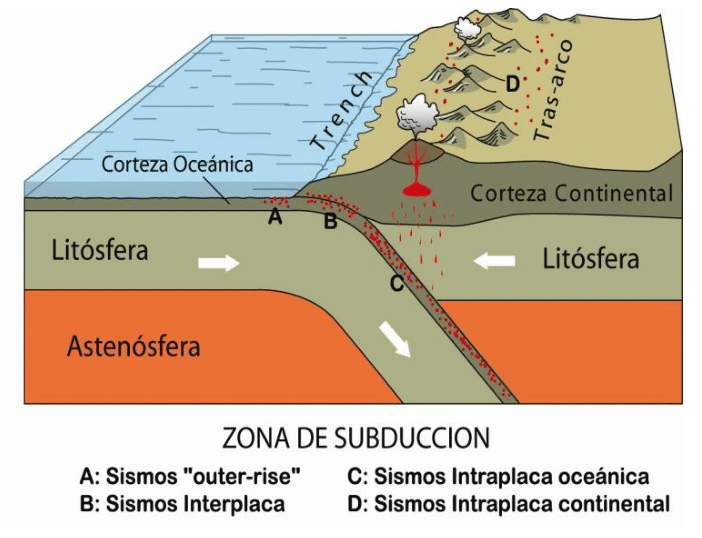 Trench
D
Tras-arco
Corteza Oceánica
Corteza Continental
A
B
Litósfera
Litósfera
C
Astenósfera
ZONA DE SUBDUCCION
A: Sismos "outer-rise"
C: Sismos Intraplaca oceánica
B: Sismos Interplaca
D: Sismos Intraplaca continental